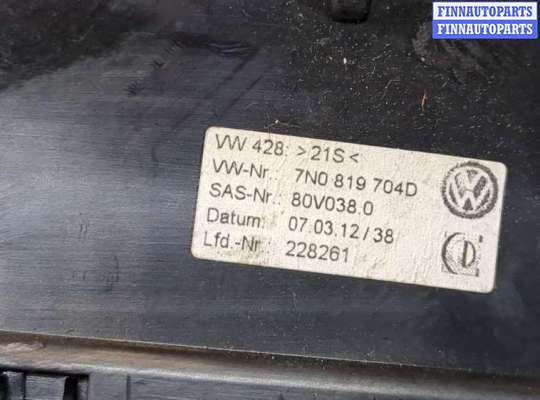 FINNAUTOPARTS
FINNAUTOPARTS
VW 428: >21S<
VW-Nr.: 7N0 819 704D
SAS-Nr.: 80V038.0
Datum: 07.03.12/38
Lfd.-Nr.: 228261